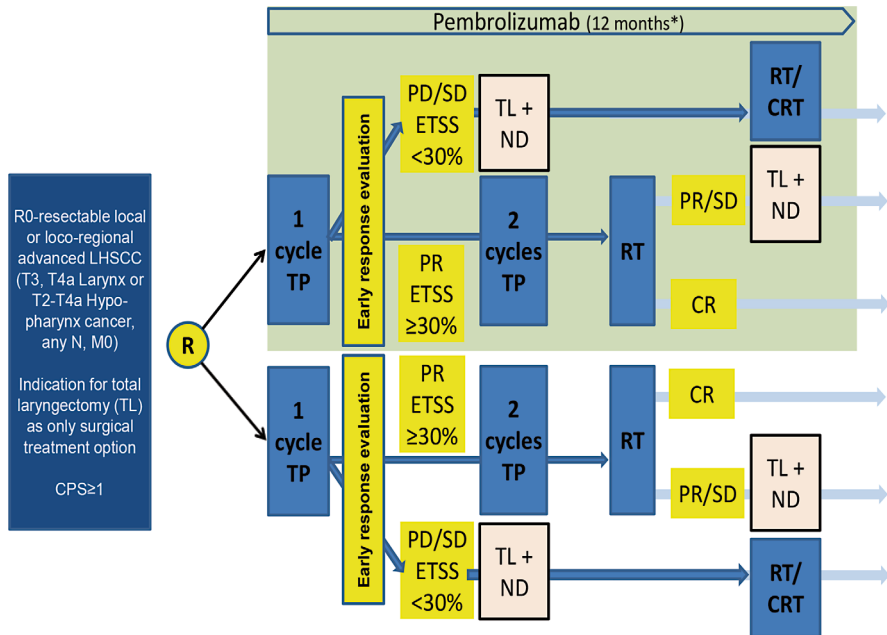 Pembrolizumab (12 months*)
R0-resectable local
or loco-regional
advanced LHSCC
(T3, T4a Larynx or
T2-T4a Hypo-
pharynx cancer,
any N, M0)
Indication for total
laryngectomy (TL)
as only surgical
treatment option
CPS≥1
R
1
cycle
TP
Early response evaluation
PD/SD
ETSS
<30%
TL +
ND
RT/
CRT
PR
ETSS
≥30%
2
cycles
TP
RT
PR/SD
TL +
ND
CR
1
cycle
TP
Early response evaluation
PR
ETSS
≥30%
2
cycles
TP
RT
CR
PR/SD
TL +
ND
PD/SD
ETSS
<30%
TL +
ND
RT/
CRT